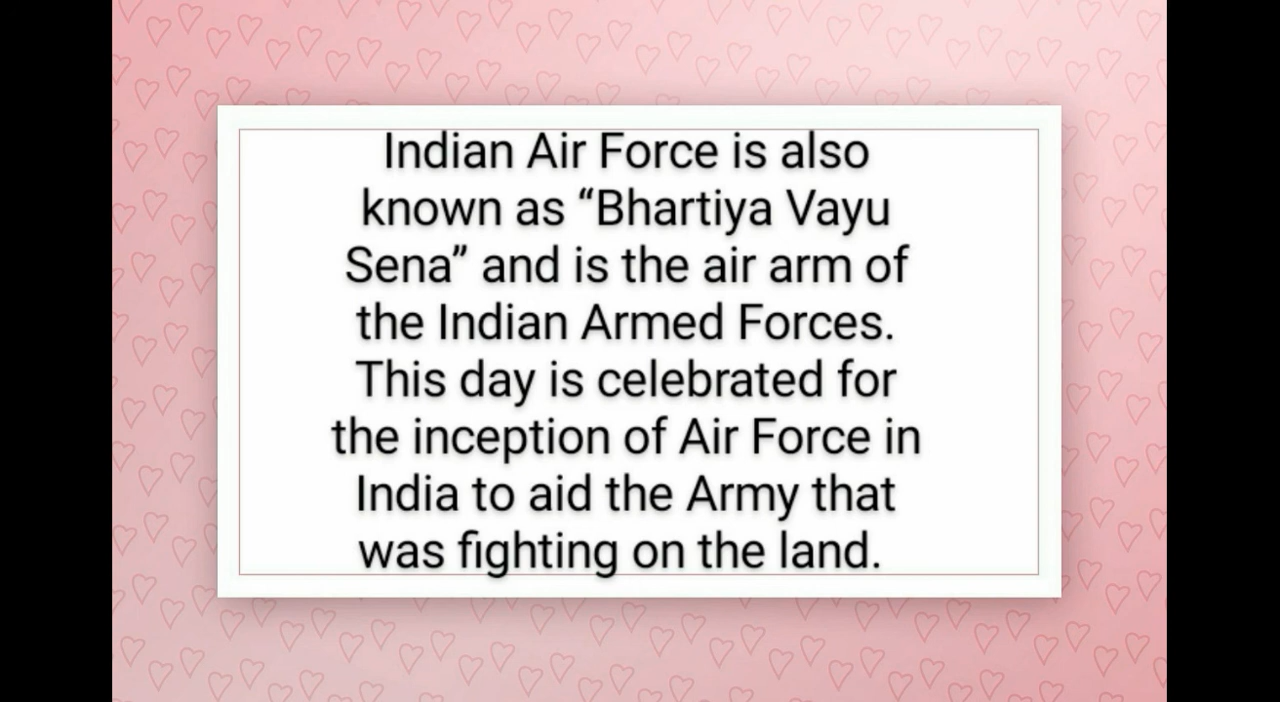 Indian Air Force is also
known as “Bhartiya Vayu
Sena” and is the air arm of
the Indian Armed Forces.
This day is celebrated for
the inception of Air Force in
India to aid the Army that
was fighting on the land.